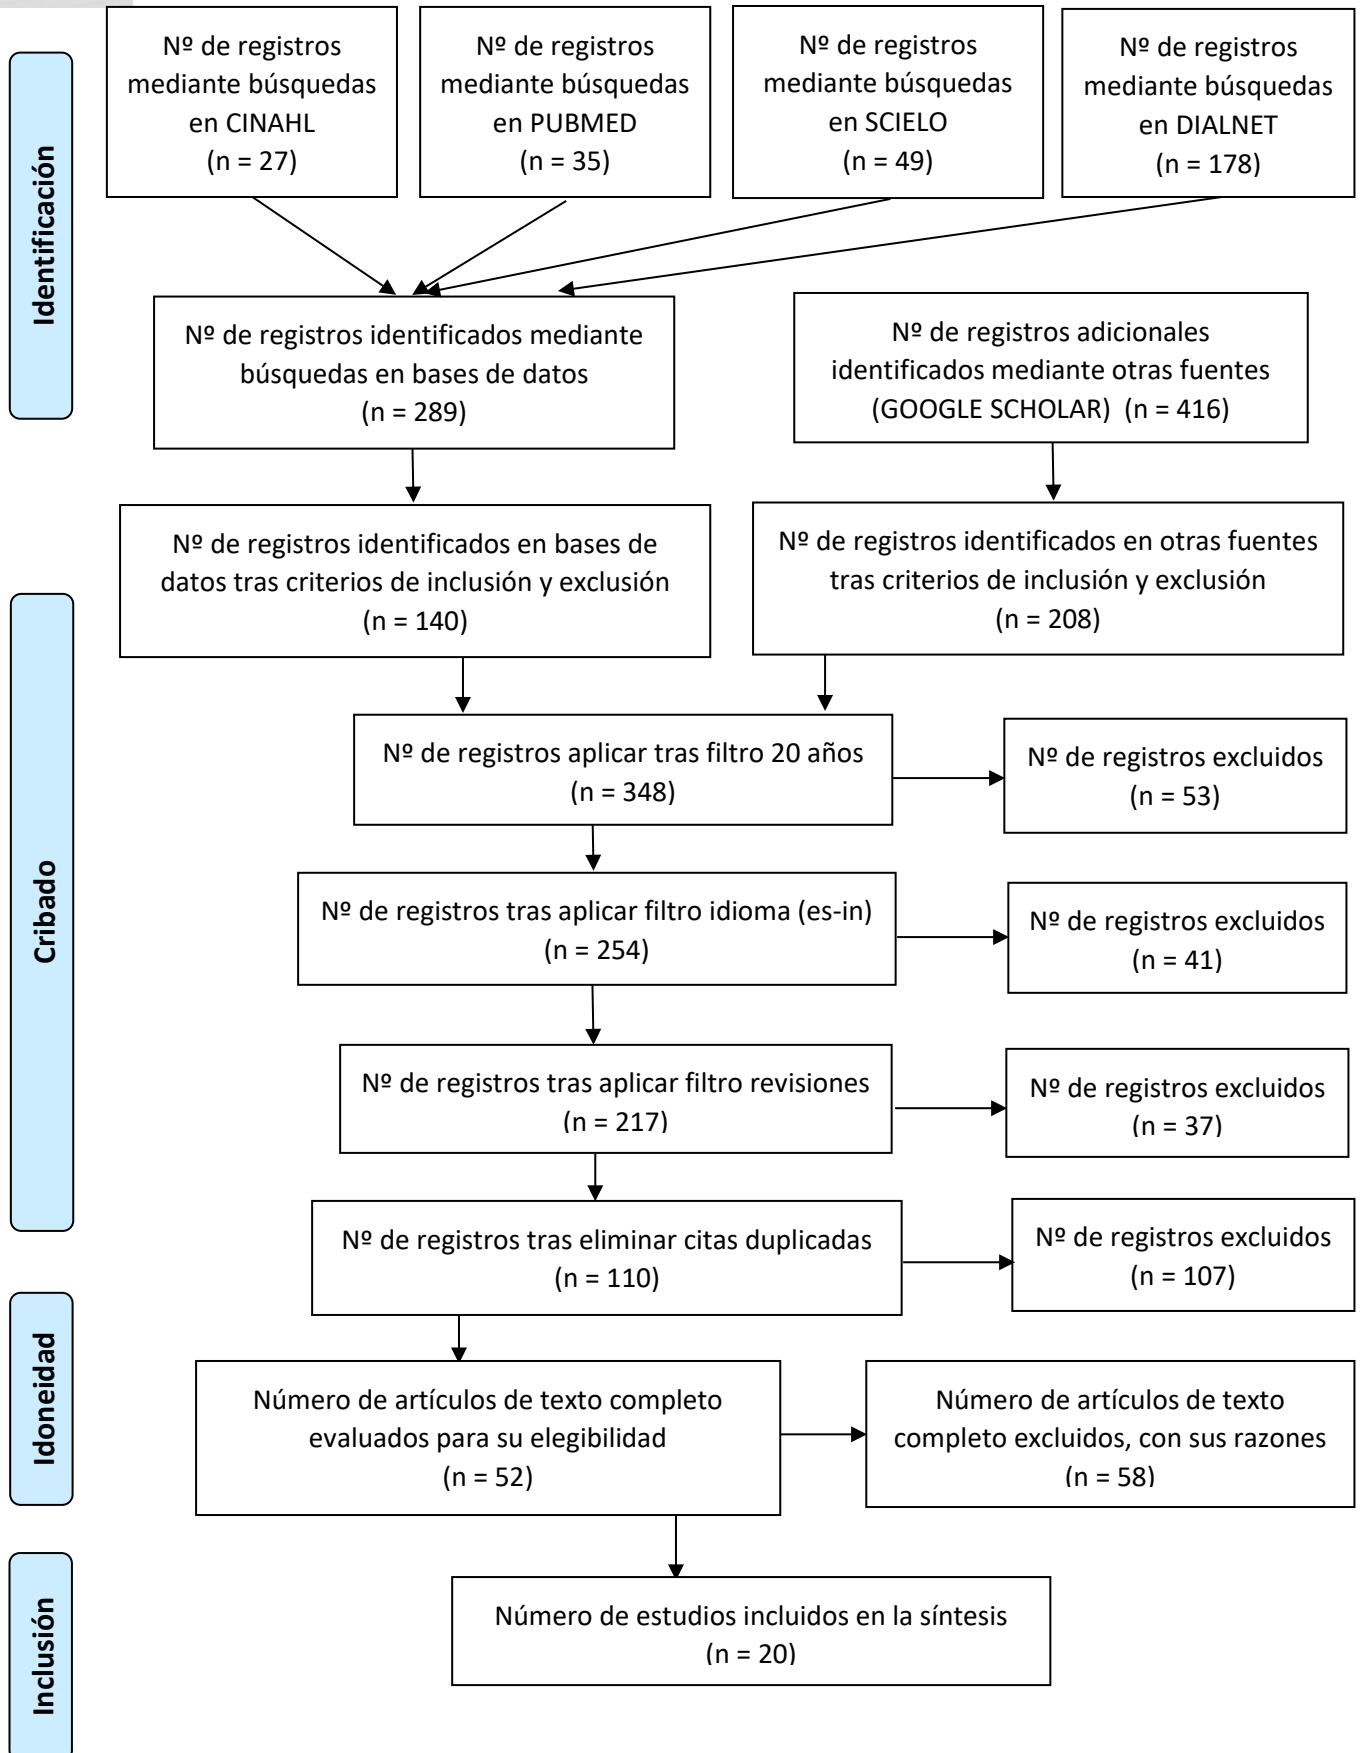 Identificación
Nº de registros
mediante búsquedas
en CINAHL
(n = 27)
Nº de registros
mediante búsquedas
en PUBMED
(n = 35)
Nº de registros
mediante búsquedas
en SCIELO
(n = 49)
Nº de registros
mediante búsquedas
en DIALNET
(n = 178)
Nº de registros identificados mediante
búsquedas en bases de datos
(n = 289)
Nº de registros adicionales
identificados mediante otras fuentes
(GOOGLE SCHOLAR) (n = 416)
Cribado
Nº de registros identificados en bases de
datos tras criterios de inclusión y exclusión
(n = 140)
Nº de registros identificados en otras fuentes
tras criterios de inclusión y exclusión
(n = 208)
Nº de registros aplicar tras filtro 20 años
(n = 348)
Nº de registros excluidos
(n = 53)
Nº de registros tras aplicar filtro idioma (es-in)
(n = 254)
Nº de registros excluidos
(n = 41)
Nº de registros tras aplicar filtro revisiones
(n = 217)
Nº de registros excluidos
(n = 37)
Nº de registros tras eliminar citas duplicadas
(n = 110)
Nº de registros excluidos
(n = 107)
Idoneidad
Número de artículos de texto completo
evaluados para su elegibilidad
(n = 52)
Número de artículos de texto
completo excluidos, con sus razones
(n = 58)
Inclusión
Número de estudios incluidos en la síntesis
(n = 20)